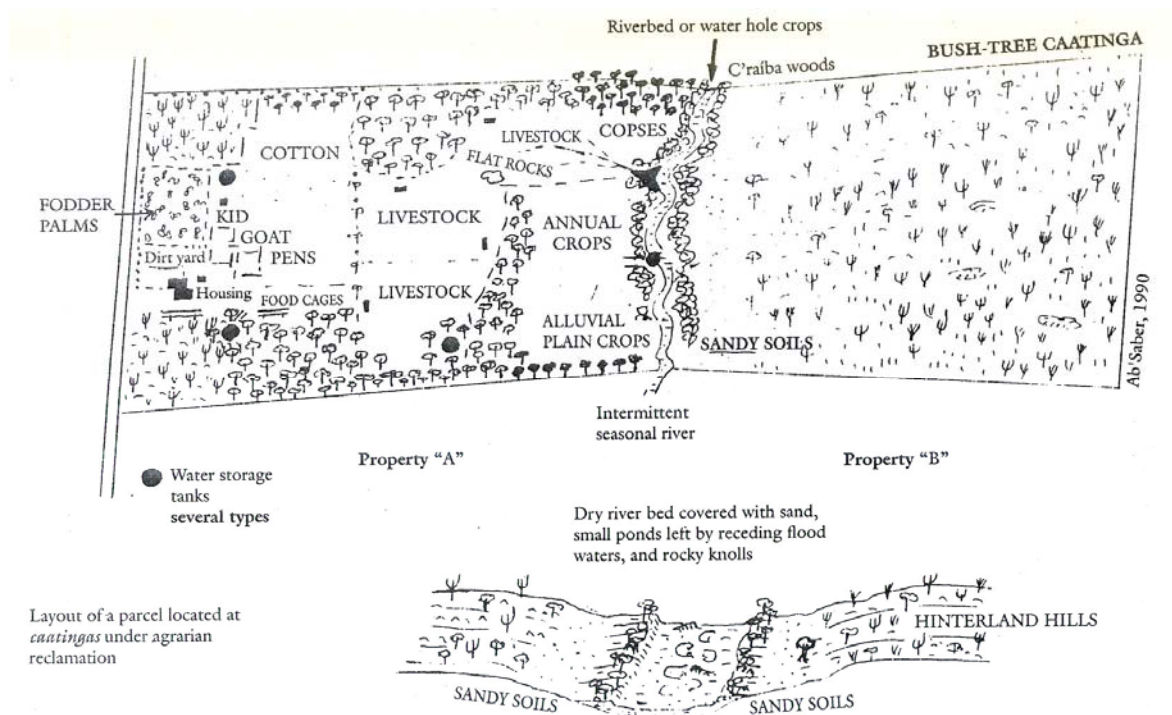 Riverbed or water hole crops
BUSH-TREE CAATINGA
C'raíba woods
LIVESTOCK
COPSES
COTTON
FLAT ROCKS
FODDER
PALMS
KID
GOAT
PENS
LIVESTOCK
ANNUAL
CROPS
Dirt yard
Housing
FOOD CAGES
LIVESTOCK
ALLUVIAL
PLAIN CROPS
SANDY SOILS
Ab'Saber, 1990
Intermittent
seasonal river
Property "A"
Property "B"
Water storage
tanks
several types
Dry river bed covered with sand,
small ponds left by receding flood
waters, and rocky knolls
Layout of a parcel located at
caatingas under agrarian
reclamation
HINTERLAND HILLS
SANDY SOILS
SANDY SOILS